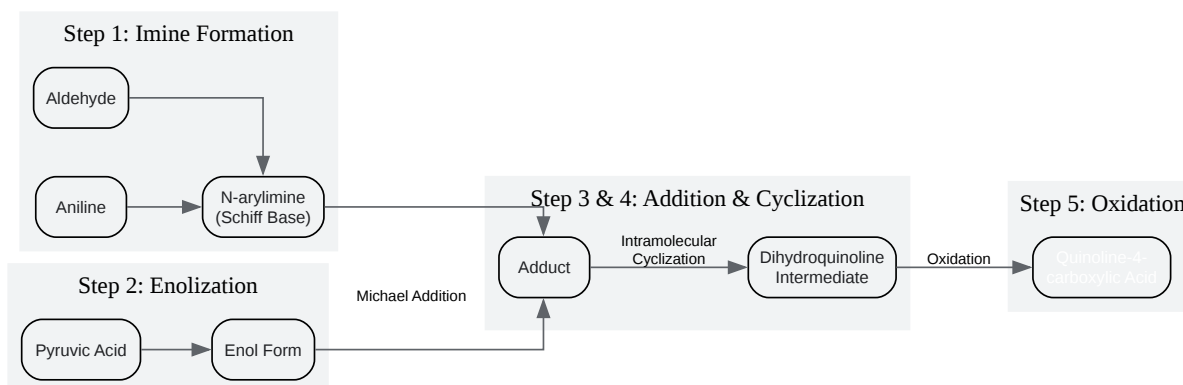 Step 1: Imine Formation
Aldehyde
Aniline
N-arylimine
(Schiff Base)
Step 2: Enolization
Pyruvic Acid
Enol Form
Michael Addition
Step 3 & 4: Addition & Cyclization
Adduct
Intramolecular
Cyclization
Dihydroquinoline
Intermediate
Oxidation
Step 5: Oxidation
Quinoline-4-
carboxylic Acid